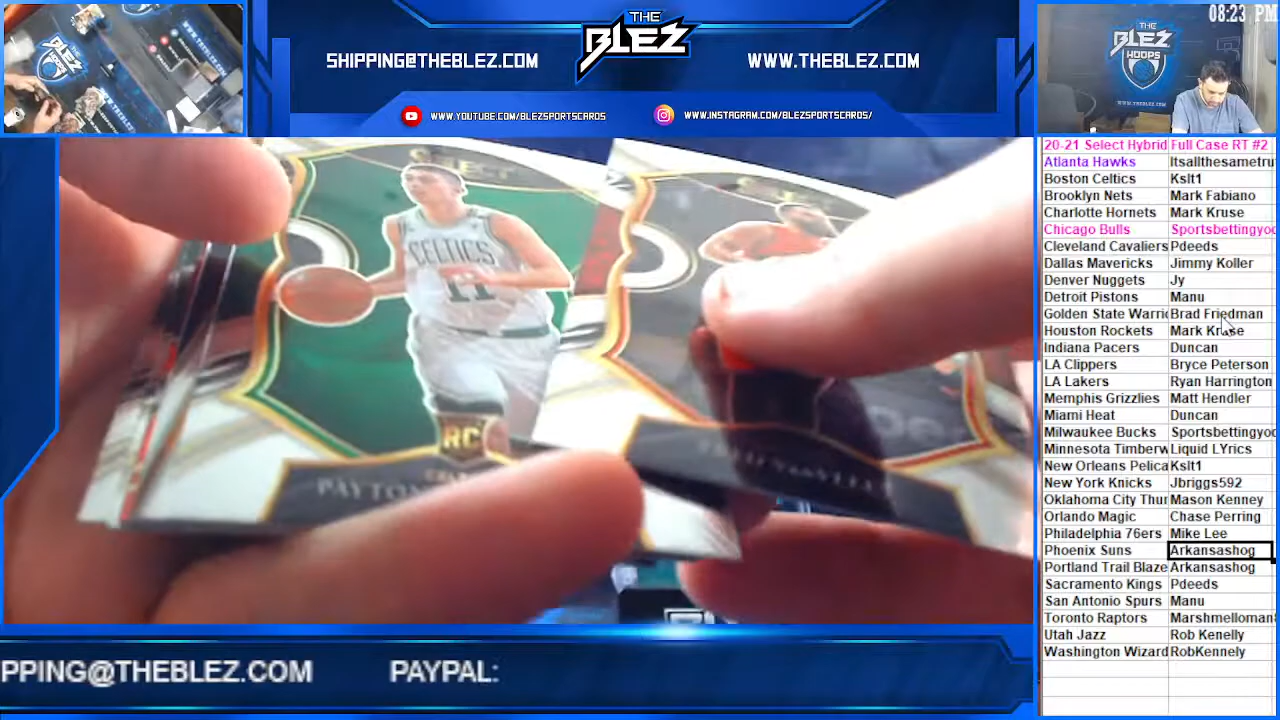 08:23 PM
THE
BLEZ
SHIPPING@THEBLEZ.COM
WWW.THEBLEZ.COM
WWW.YOUTUBE.COM/BLEZSPORTSCARDS
WWW.INSTAGRAM.COM/BLEZSPORTSCARDS/
THE
BLEZ
HOOPS
20-21 Select Hybrid Full Case RT #2
Atlanta Hawks Itsallthesametru
Boston Celtics Kslt1
Brooklyn Nets Mark Fabiano
Charlotte Hornets Mark Kruse
Chicago Bulls Sportsbettingyo
Cleveland Cavaliers Pdeeds
Dallas Mavericks Jimmy Koller
Denver Nuggets Jy
Detroit Pistons Manu
Golden State Warri Brad Friedman
Houston Rockets Mark Kruse
Indiana Pacers Duncan
LA Clippers Bryce Peterson
LA Lakers Ryan Harrington
Memphis Grizzlies Matt Hendler
Miami Heat Duncan
Milwaukee Bucks Sportsbettingyo
Minnesota Timberw Liquid LYrics
New Orleans Pelica Kslt1
New York Knicks Jbriggs592
Oklahoma City Thun Mason Kenney
Orlando Magic Chase Perring
Philadelphia 76ers Mike Lee
Phoenix Suns Arkansashog
Portland Trail Blaze Arkansashog
Sacramento Kings Pdeeds
San Antonio Spurs Manu
Toronto Raptors Marshmelloman
Utah Jazz Rob Kenelly
Washington Wizard RobKennely
SELECT
CELTICS
11
RC
PAYTON
PPING@THEBLEZ.COM PAYPAL: